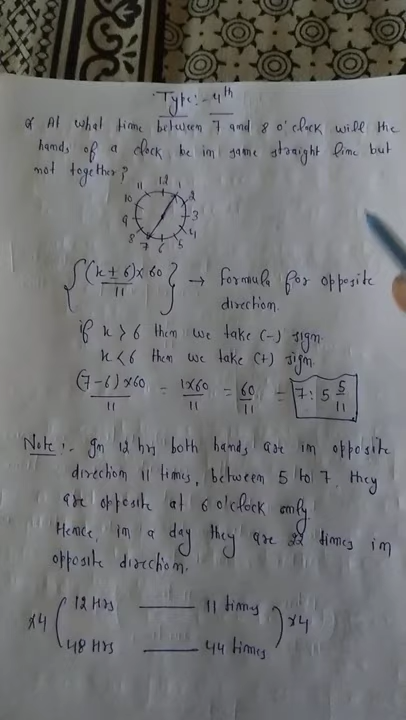 Type:- 4th
Q At what time between 7 and 8 o'clock will the
hands of a clock be in same straight line but
not together?
12
11 1
10 2
9 3
8 4
7 6 5
{(x+6)×60/11} → Formula for opposite
direction.
if x > 6 then we take (-) sign.
x < 6 then we take (+) sign.
(7-6)×60/11 = 1×60/11 = 60/11 = 7:5 5/11
Note:- In 12 hrs both hands are in opposite
direction 11 times, between 5 to 7, they
are opposite at 6 o'clock only.
Hence, in a day they are 22 times in
opposite direction.
×4 ( 12 Hrs —— 11 times ) ×4
48 Hrs —— 44 times